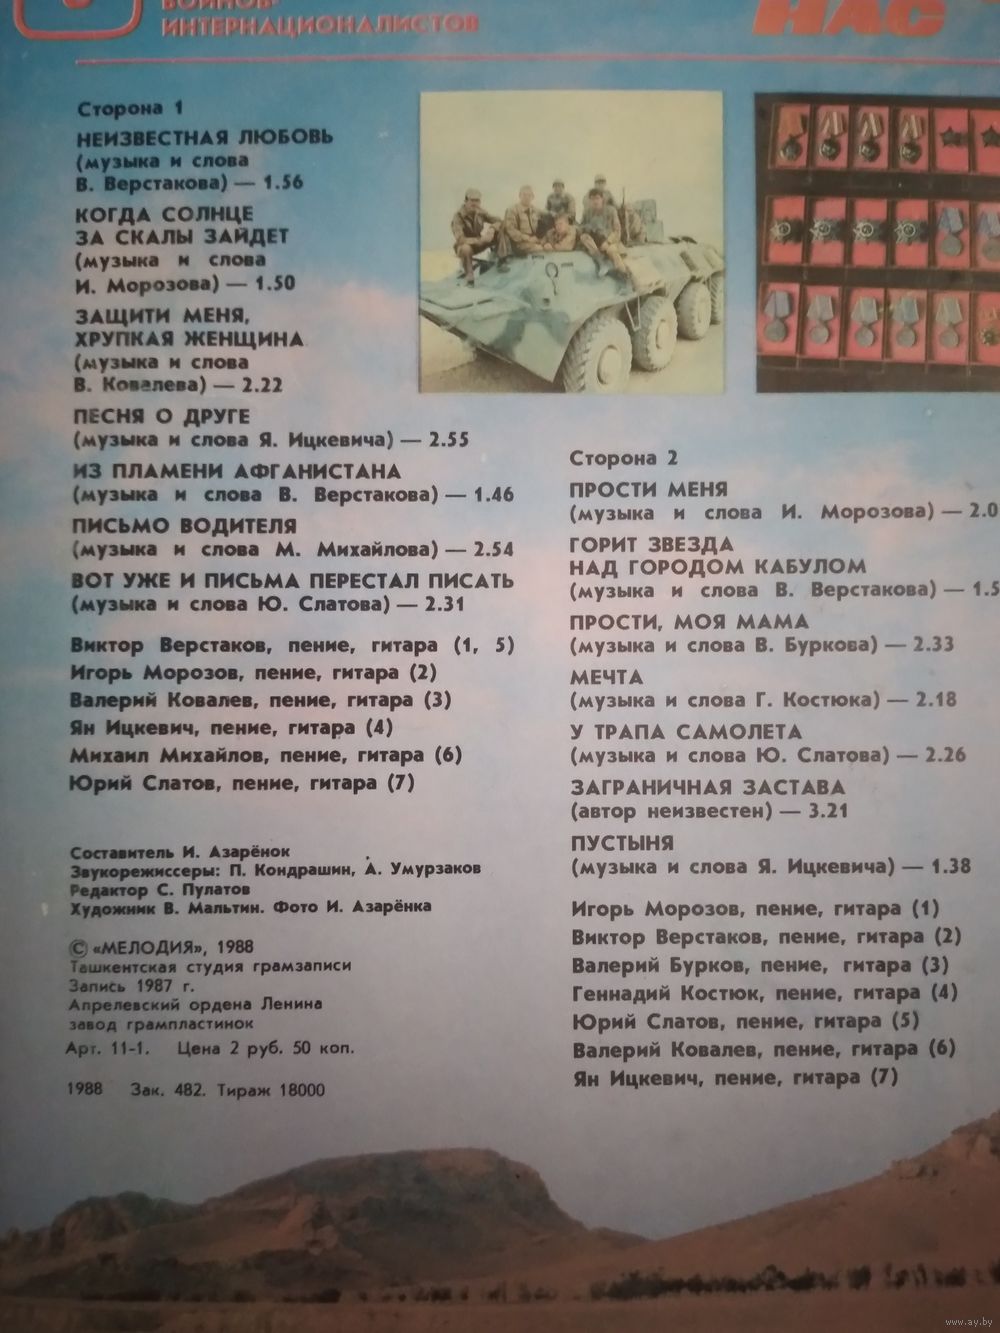 ВОИНОВ-
ИНТЕРНАЦИОНАЛИСТОВ
НАС
Сторона 1
НЕИЗВЕСТНАЯ ЛЮБОВЬ
(музыка и слова
В. Верстакова) — 1.56
КОГДА СОЛНЦЕ
ЗА СКАЛЫ ЗАЙДЕТ
(музыка и слова
И. Морозова) — 1.50
ЗАЩИТИ МЕНЯ,
ХРУПКАЯ ЖЕНЩИНА
(музыка и слова
В. Ковалева) — 2.22
ПЕСНЯ О ДРУГЕ
(музыка и слова Я. Ицкевича) — 2.55
ИЗ ПЛАМЕНИ АФГАНИСТАНА
(музыка и слова В. Верстакова) — 1.46
ПИСЬМО ВОДИТЕЛЯ
(музыка и слова М. Михайлова) — 2.54
ВОТ УЖЕ И ПИСЬМА ПЕРЕСТАЛ ПИСАТЬ
(музыка и слова Ю. Слатова) — 2.31
Виктор Верстаков, пение, гитара (1, 5)
Игорь Морозов, пение, гитара (2)
Валерий Ковалев, пение, гитара (3)
Ян Ицкевич, пение, гитара (4)
Михаил Михайлов, пение, гитара (6)
Юрий Слатов, пение, гитара (7)
Составитель И. Азарёнок
Звукорежиссеры: П. Кондрашин, А. Умурзаков
Редактор С. Пулатов
Художник В. Мальтин. Фото И. Азарёнка
© «МЕЛОДИЯ», 1988
Ташкентская студия грамзаписи
Запись 1987 г.
Апрелевский ордена Ленина
завод грампластинок
Арт. 11-1. Цена 2 руб. 50 коп.
1988 Зак. 482. Тираж 18000
Сторона 2
ПРОСТИ МЕНЯ
(музыка и слова И. Морозова) — 2.0
ГОРИТ ЗВЕЗДА
НАД ГОРОДОМ КАБУЛОМ
(музыка и слова В. Верстакова) — 1.5
ПРОСТИ, МОЯ МАМА
(музыка и слова В. Буркова) — 2.33
МЕЧТА
(музыка и слова Г. Костюка) — 2.18
У ТРАПА САМОЛЕТА
(музыка и слова Ю. Слатова) — 2.26
ЗАГРАНИЧНАЯ ЗАСТАВА
(автор неизвестен) — 3.21
ПУСТЫНЯ
(музыка и слова Я. Ицкевича) — 1.38
Игорь Морозов, пение, гитара (1)
Виктор Верстаков, пение, гитара (2)
Валерий Бурков, пение, гитара (3)
Геннадий Костюк, пение, гитара (4)
Юрий Слатов, пение, гитара (5)
Валерий Ковалев, пение, гитара (6)
Ян Ицкевич, пение, гитара (7)
www.ay.by